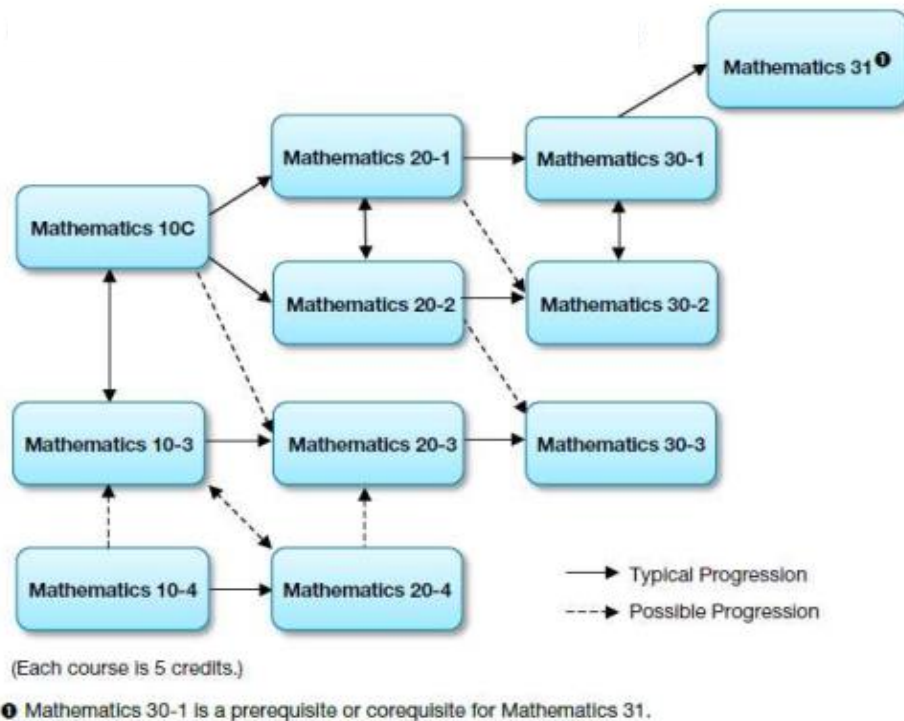 Mathematics 31❶
Mathematics 20-1
Mathematics 30-1
Mathematics 10C
Mathematics 20-2
Mathematics 30-2
Mathematics 10-3
Mathematics 20-3
Mathematics 30-3
Mathematics 10-4
Mathematics 20-4
Typical Progression
Possible Progression
(Each course is 5 credits.)
❶ Mathematics 30-1 is a prerequisite or corequisite for Mathematics 31.